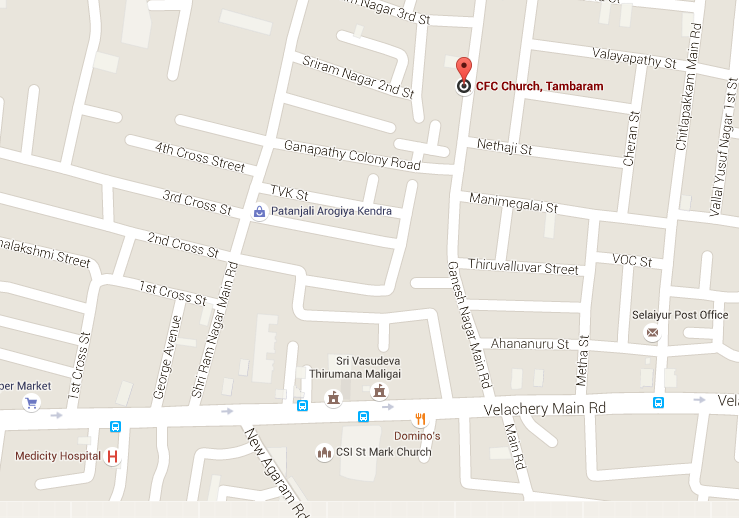 Nagar 3rd St
Valayapathy St
Chitlapakkam Main Rd
Sriram Nagar 2nd St
CFC Church, Tambaram
Vallal Yusuf Nagar 1st St
Cheran St
4th Cross Street
Ganapathy Colony Road
Nethaji St
3rd Cross St
TVK St
Patanjali Arogiya Kendra
Manimegalai St
2nd Cross St
Street
1st Cross St
Shri Ram Nagar Main Rd
Ganesh Nagar Main Rd
Thiruvalluvar Street
VOC St
Selaiyur Post Office
1st Cross St
George Avenue
Sri Vasudeva
Thirumana Maligai
Ahananuru St
Metha St
Market
Velachery Main Rd
Domino's
Medicity Hospital
H
New Agaram Rd
CSI St Mark Church
Main Rd